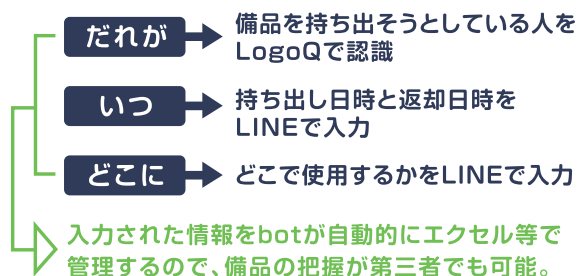 だれが
備品を持ち出そうとしている人を
LogoQで認識
いつ
持ち出し日時と返却日時を
LINEで入力
どこに
どこで使用するかをLINEで入力
入力された情報をbotが自動的にエクセル等で
管理するので、備品の把握が第三者でも可能。